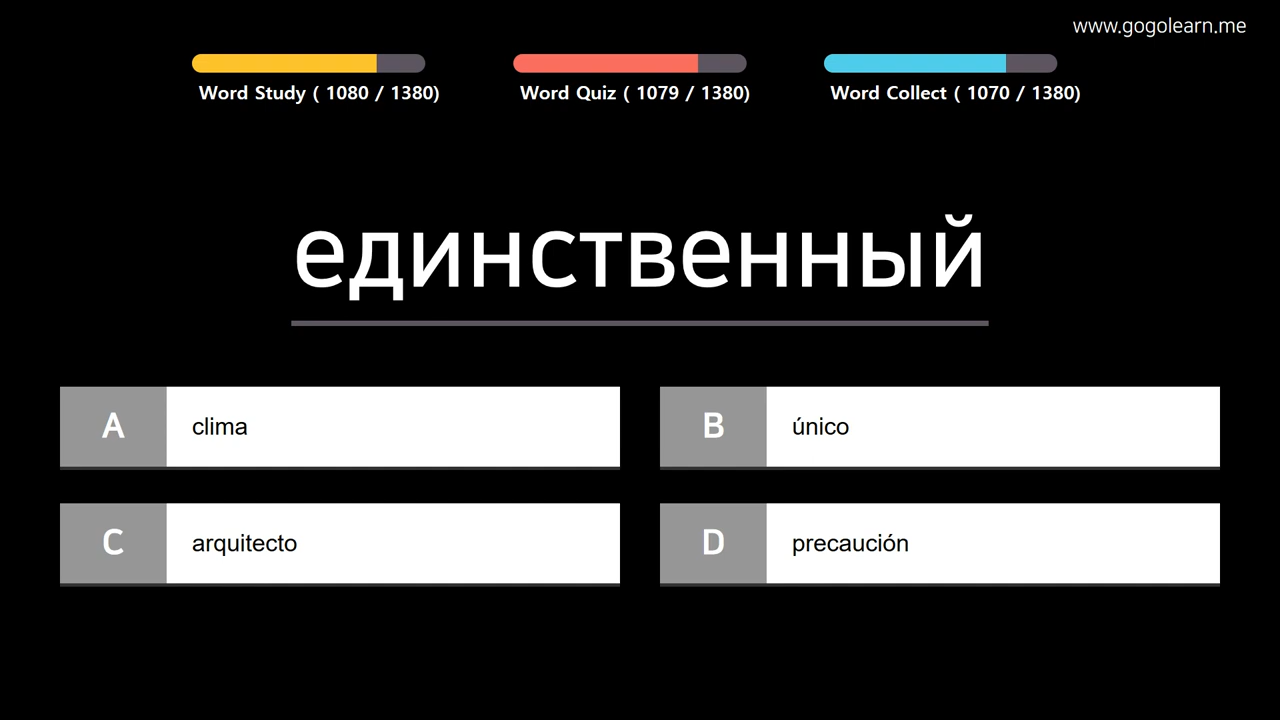 www.gogolearn.me
Word Study ( 1080 / 1380)
Word Quiz ( 1079 / 1380)
Word Collect ( 1070 / 1380)
единственный
A clima
B único
C arquitecto
D precaución